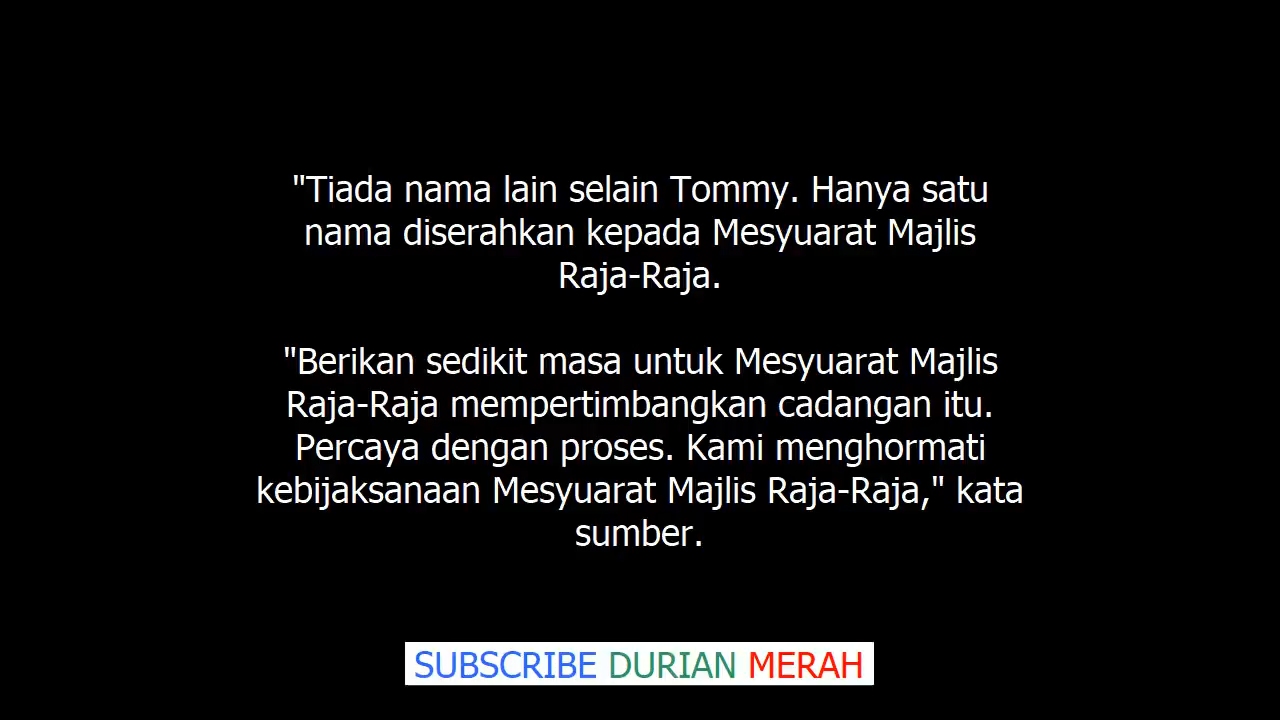 "Tiada nama lain selain Tommy. Hanya satu
nama diserahkan kepada Mesyuarat Majlis
Raja-Raja.
"Berikan sedikit masa untuk Mesyuarat Majlis
Raja-Raja mempertimbangkan cadangan itu.
Percaya dengan proses. Kami menghormati
kebijaksanaan Mesyuarat Majlis Raja-Raja," kata
sumber.
SUBSCRIBE DURIAN MERAH